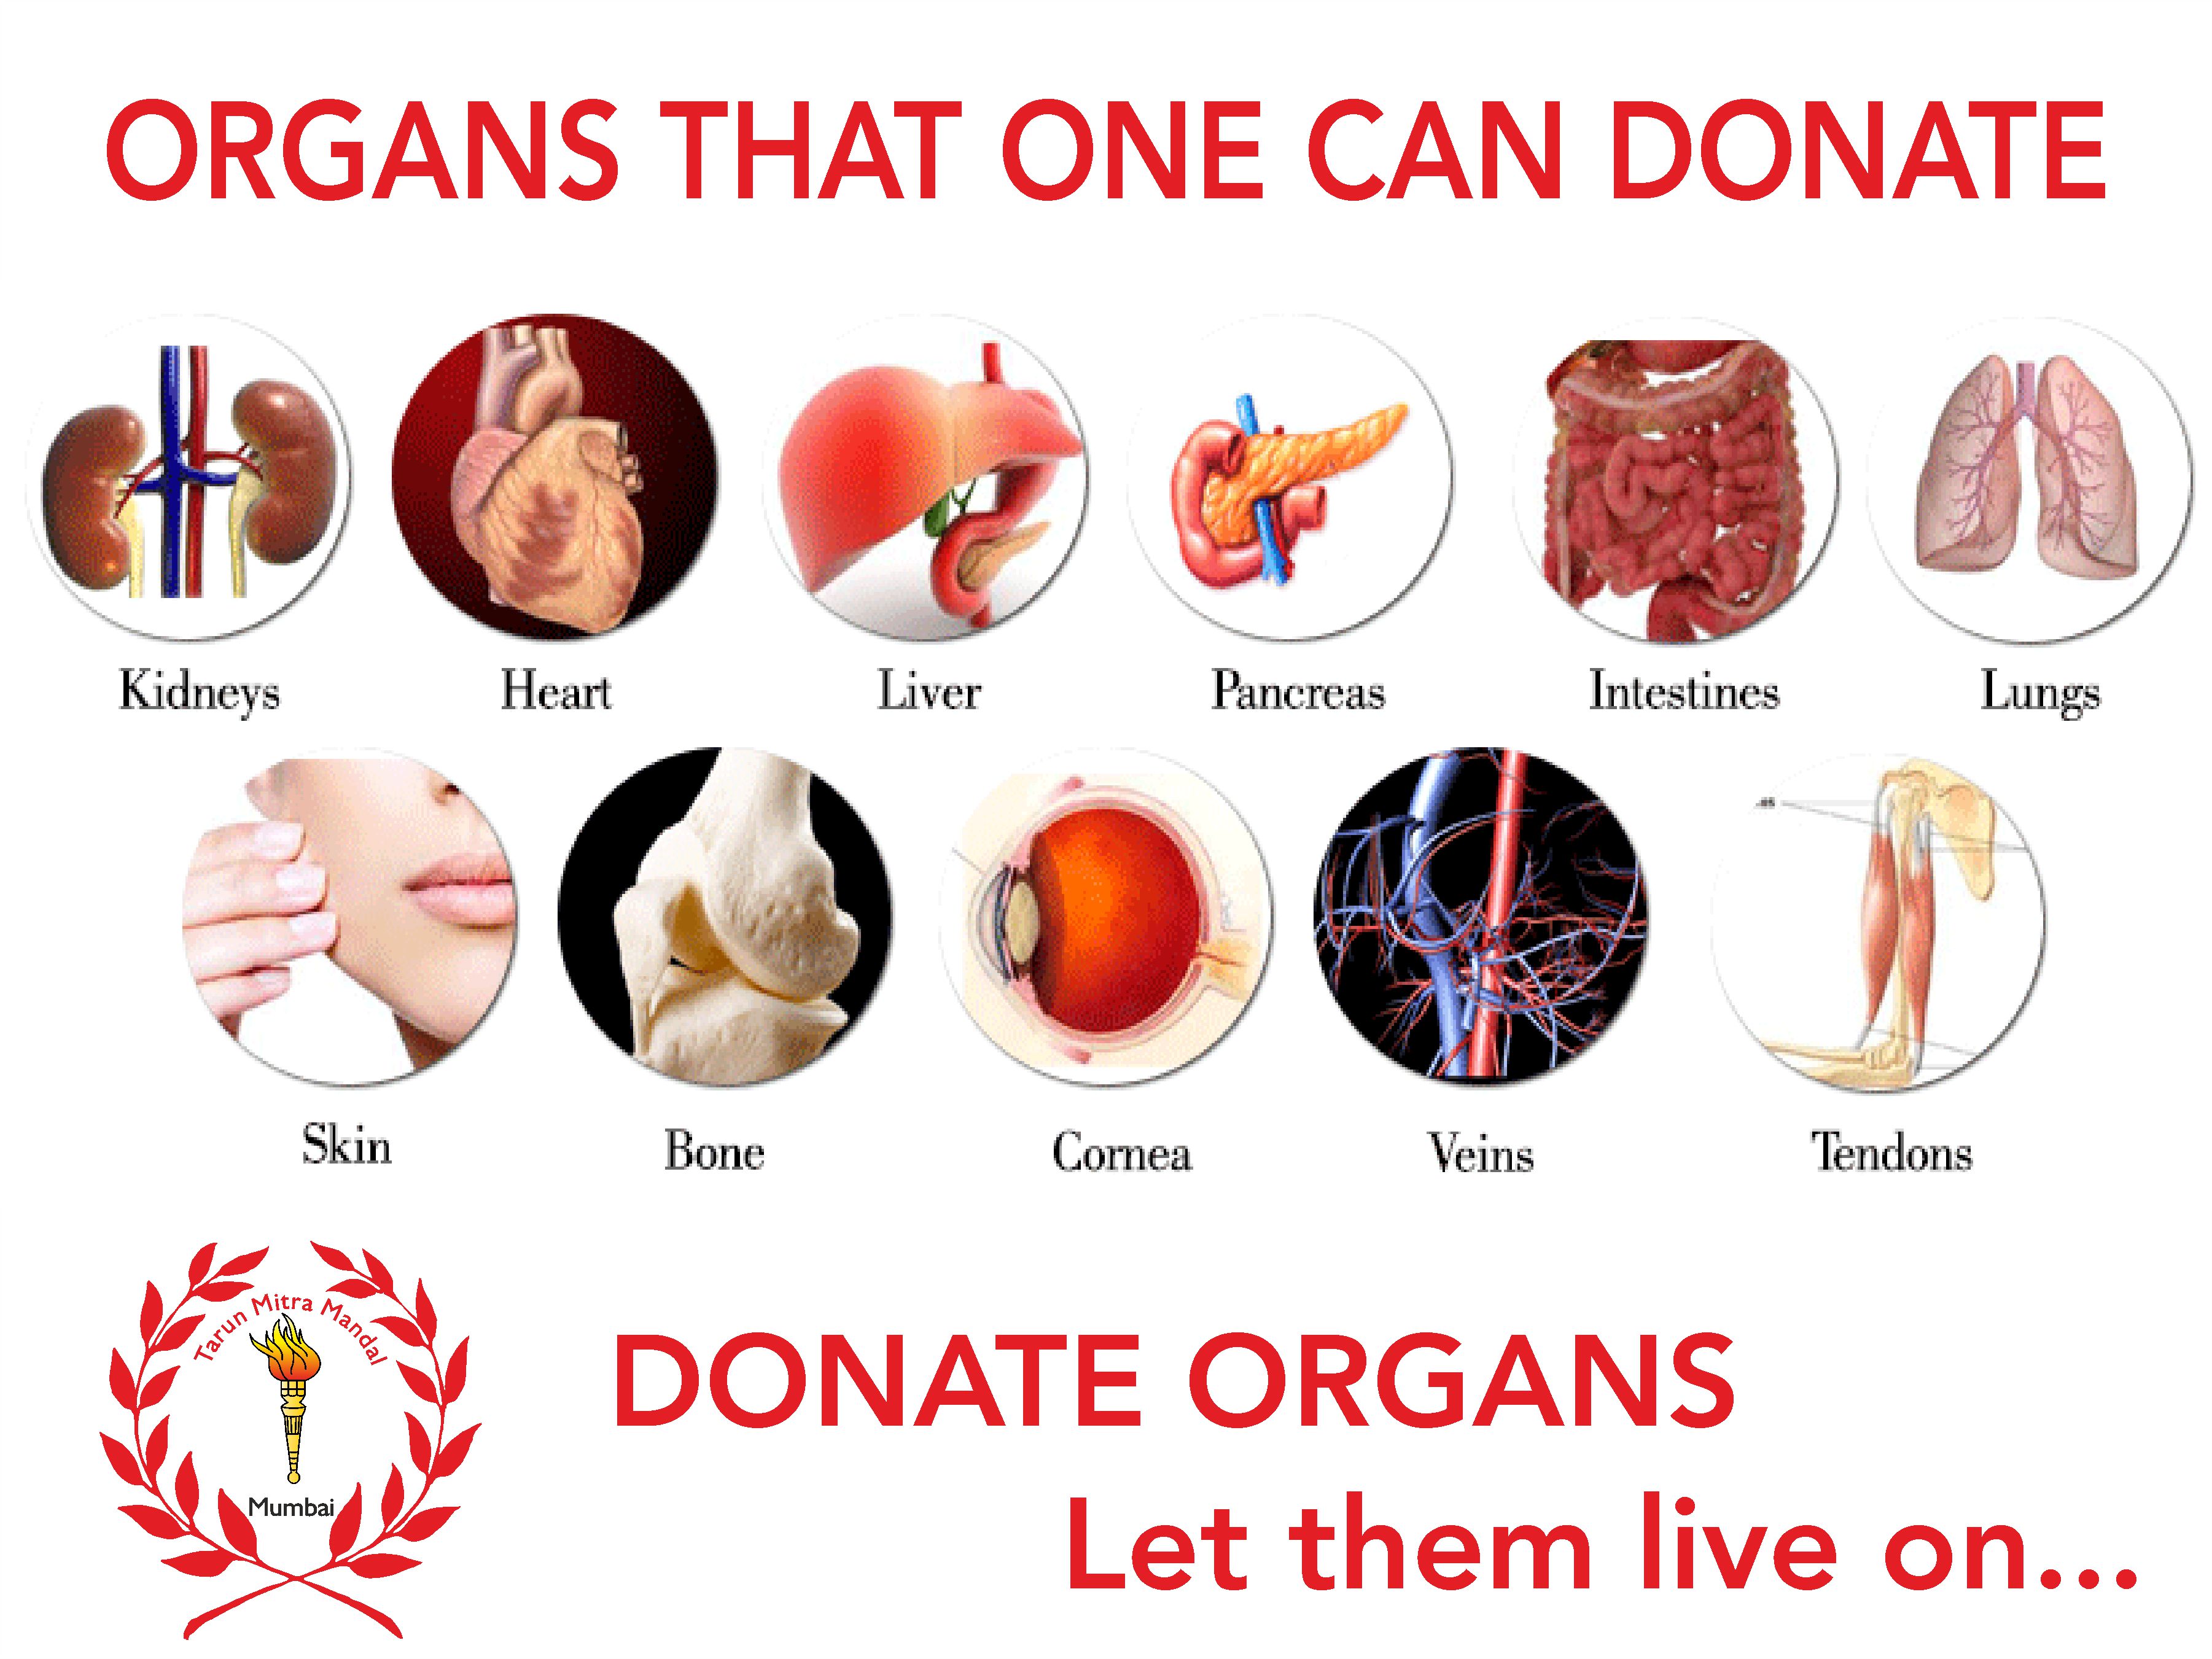 ORGANS THAT ONE CAN DONATE
Kidneys Heart Liver Pancreas Intestines Lungs
Skin Bone Cornea Veins Tendons
Tarun Mitra Mandal
Mumbai
DONATE ORGANS
Let them live on...